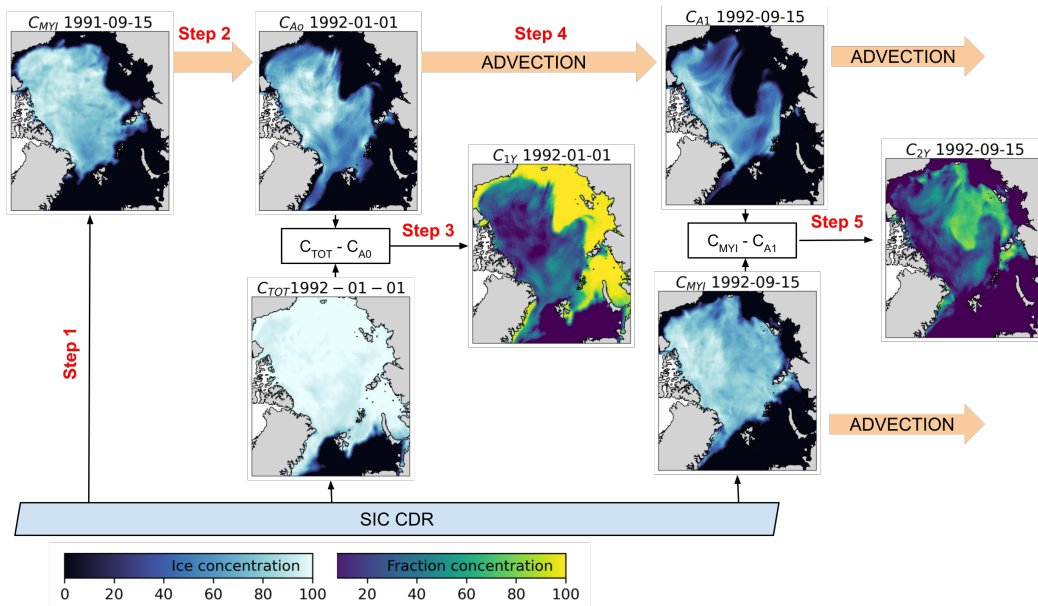 C_MYI 1991-09-15
Step 2
C_Ao 1992-01-01
Step 4
ADVECTION
C_A1 1992-09-15
ADVECTION
C_1Y 1992-01-01
C_2Y 1992-09-15
Step 3
C_TOT - C_A0
Step 5
C_MYI - C_A1
C_TOT 1992 − 01 − 01
C_MYI 1992-09-15
Step 1
ADVECTION
SIC CDR
Ice concentration
Fraction concentration
0 20 40 60 80 100
20 40 60 80 100